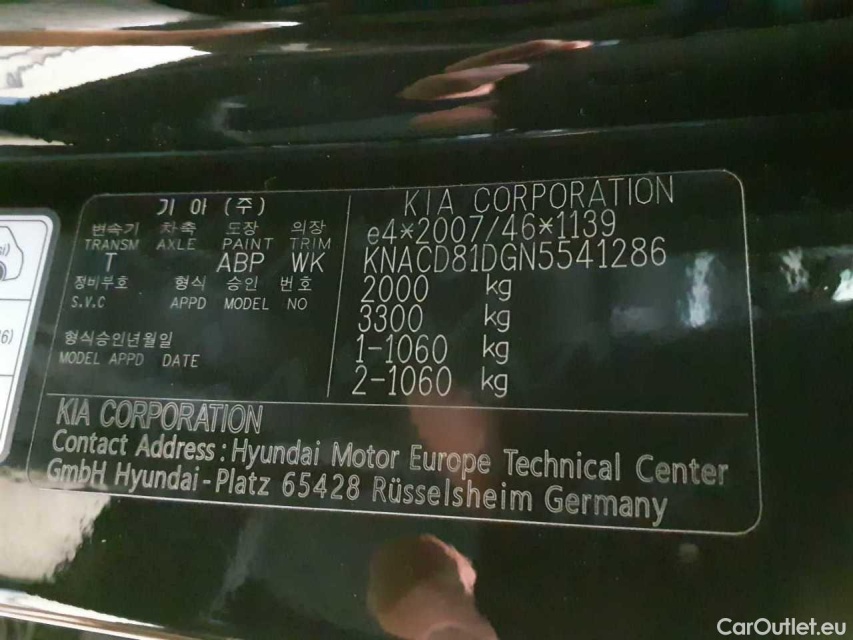 기 아 (주)
변속기 차축 도장 의장
TRANSM AXLE PAINT TRIM
T ABP WK
정비부호 형식 승인 번호
S.V.C APPD MODEL NO
형식승인년월일
MODEL APPD DATE
KIA CORPORATION
e4*2007/46*1139
KNACD81DGN5541286
2000 kg
3300 kg
1-1060 kg
2-1060 kg
KIA CORPORATION
Contact Address : Hyundai Motor Europe Technical Center
GmbH Hyundai-Platz 65428 Rüsselsheim Germany
CarOutlet.eu